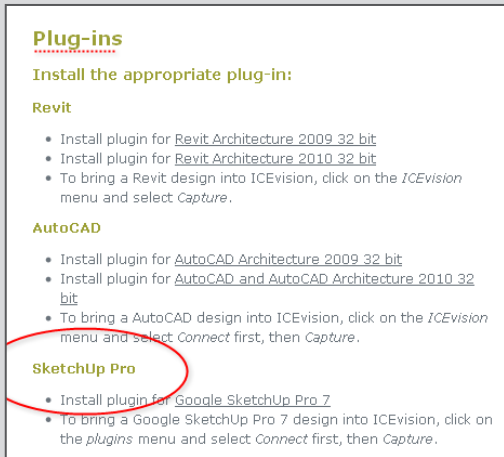 Plug-ins
Install the appropriate plug-in:
Revit
• Install plugin for Revit Architecture 2009 32 bit
• Install plugin for Revit Architecture 2010 32 bit
• To bring a Revit design into ICEvision, click on the ICEvision
menu and select Capture.
AutoCAD
• Install plugin for AutoCAD Architecture 2009 32 bit
• Install plugin for AutoCAD and AutoCAD Architecture 2010 32
bit
• To bring a AutoCAD design into ICEvision, click on the ICEvision
menu and select Connect first, then Capture.
SketchUp Pro
• Install plugin for Google SketchUp Pro 7
• To bring a Google SketchUp Pro 7 design into ICEvision, click on
the plugins menu and select Connect first, then Capture.